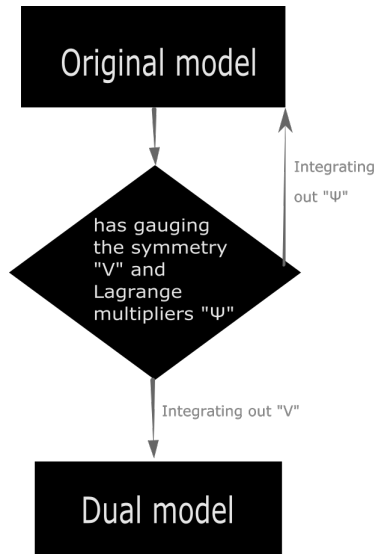 Original model
Integrating
out "Ψ"
has gauging
the symmetry
"V" and
Lagrange
multipliers "Ψ"
Integrating out "V"
Dual model